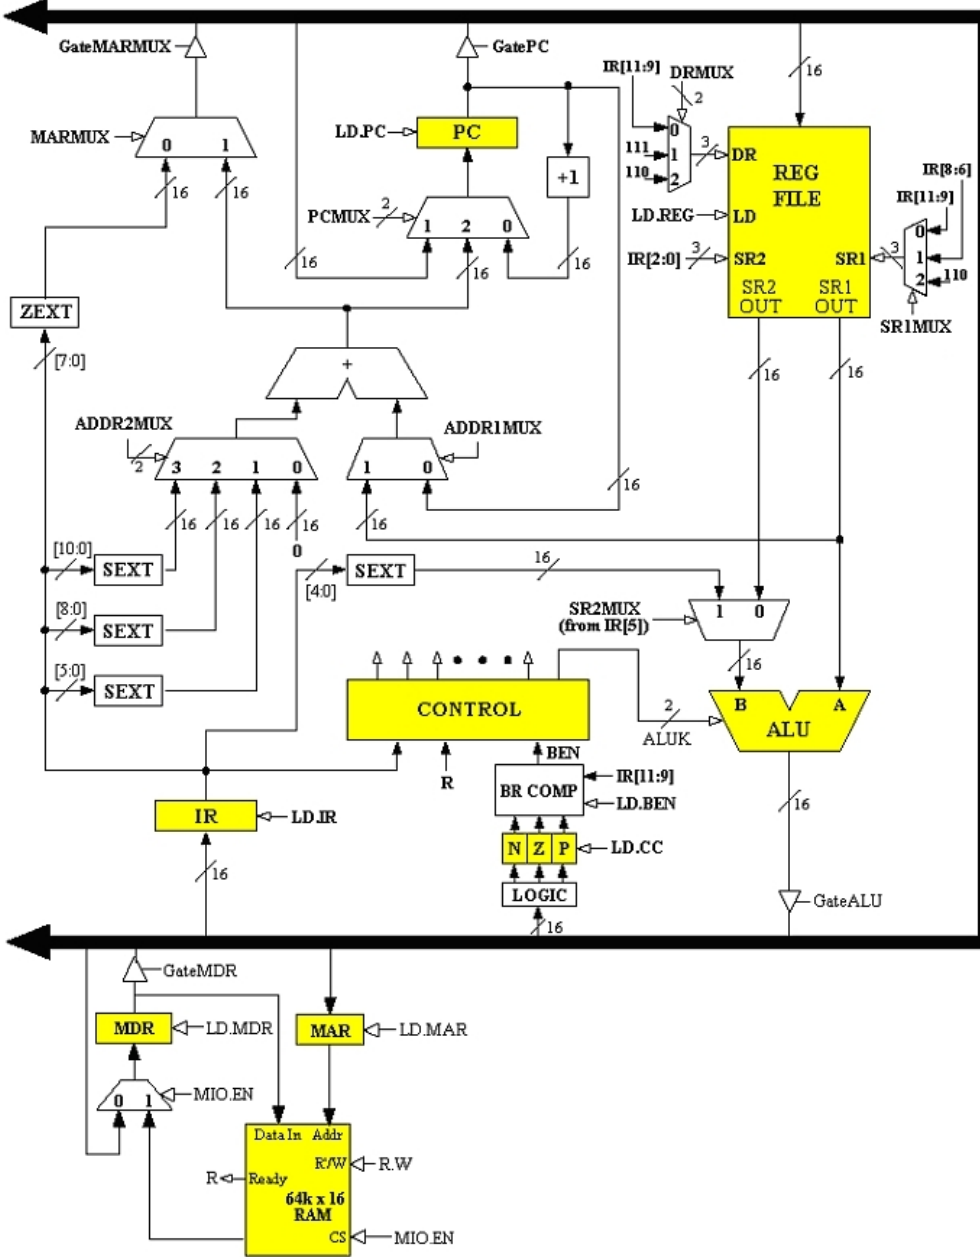 GateMARMUX
GatePC
IR[11:9]
DRMUX
2
16
MARMUX
0 1
LD.PC
PC
0
1
2
111
110
3
DR
REG
FILE
IR[8:6]
IR[11:9]
16
16
+1
PCMUX
2
1 2 0
LD.REG
LD
IR[2:0]
3
SR2
SR1
3
0
1
2
110
16
16
16
SR2
OUT
SR1
OUT
SR1MUX
ZEXT
[7:0]
+
16
16
ADDR2MUX
2
3 2 1 0
ADDR1MUX
1 0
16
16
16
16
16
16
0
[10:0]
SEXT
[4:0]
SEXT
16
[8:0]
SEXT
SR2MUX
(from IR[5])
1 0
16
[5:0]
SEXT
CONTROL
2
ALUK
B A
ALU
R
BEN
BR COMP
IR[11:9]
LD.BEN
16
IR
LD.IR
N Z P
LD.CC
16
LOGIC
16
GateALU
GateMDR
MDR
LD.MDR
MAR
LD.MAR
0 1
MIO.EN
Data In Addr
R'/W
R.W
R
Ready
64k x 16
RAM
CS
MIO.EN